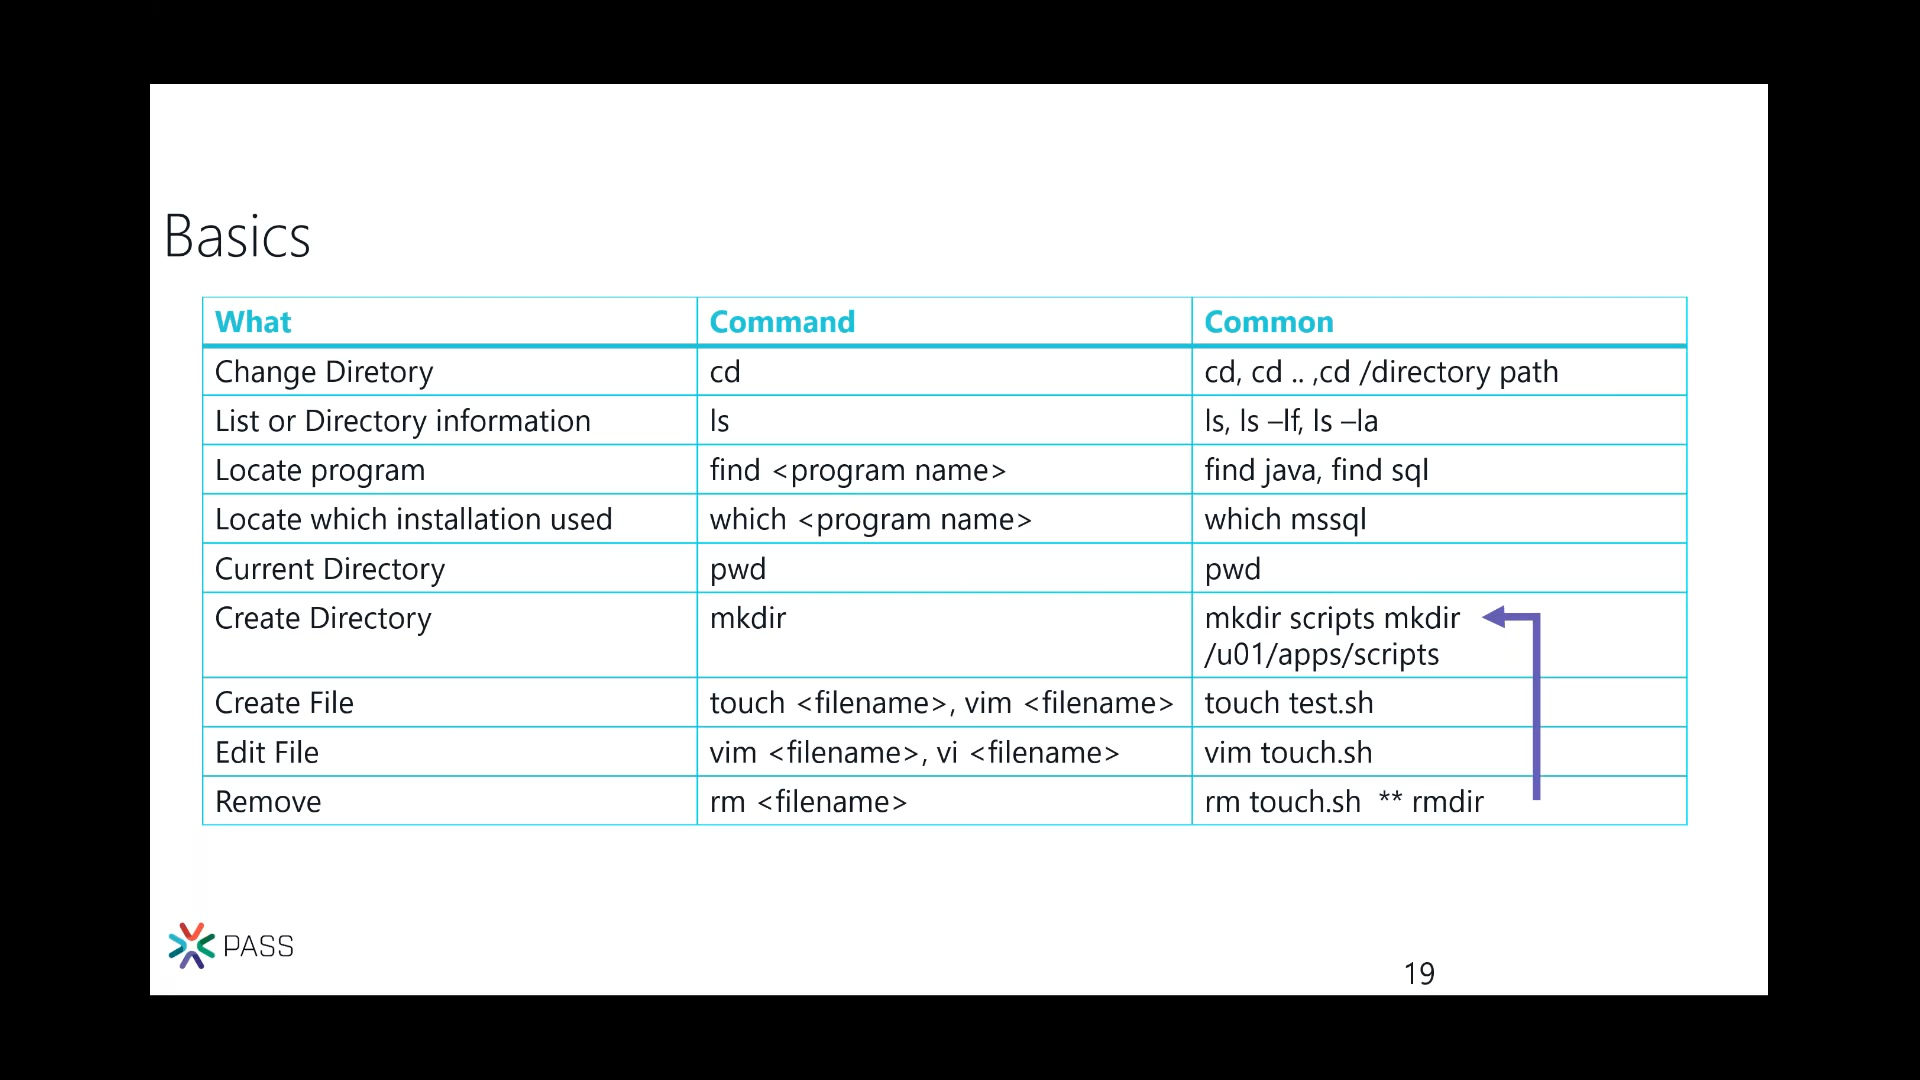 Basics
What Command Common
Change Diretory cd cd, cd .. ,cd /directory path
List or Directory information ls ls, ls –lf, ls –la
Locate program find <program name> find java, find sql
Locate which installation used which <program name> which mssql
Current Directory pwd pwd
Create Directory mkdir mkdir scripts mkdir
/u01/apps/scripts
Create File touch <filename>, vim <filename> touch test.sh
Edit File vim <filename>, vi <filename> vim touch.sh
Remove rm <filename> rm touch.sh ** rmdir
PASS
19